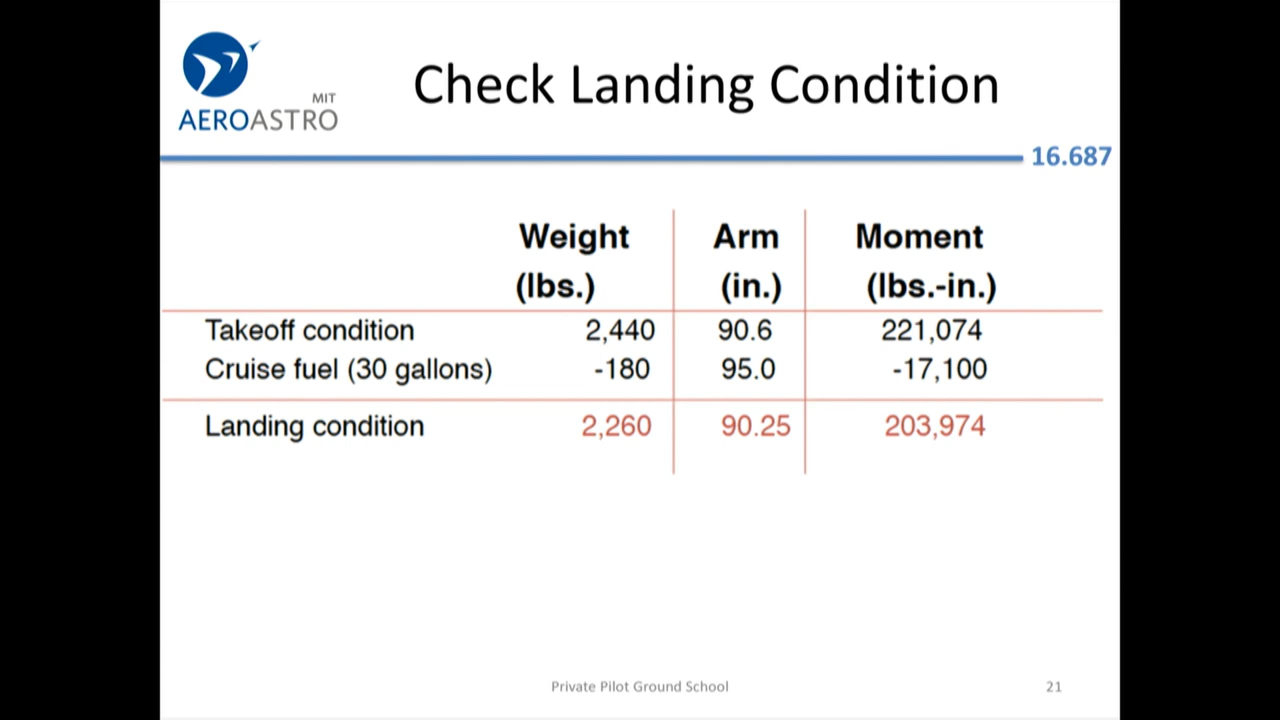 MIT
AEROASTRO
Check Landing Condition
16.687
Weight Arm Moment
(lbs.) (in.) (lbs.-in.)
Takeoff condition 2,440 90.6 221,074
Cruise fuel (30 gallons) -180 95.0 -17,100
Landing condition 2,260 90.25 203,974
Private Pilot Ground School 21